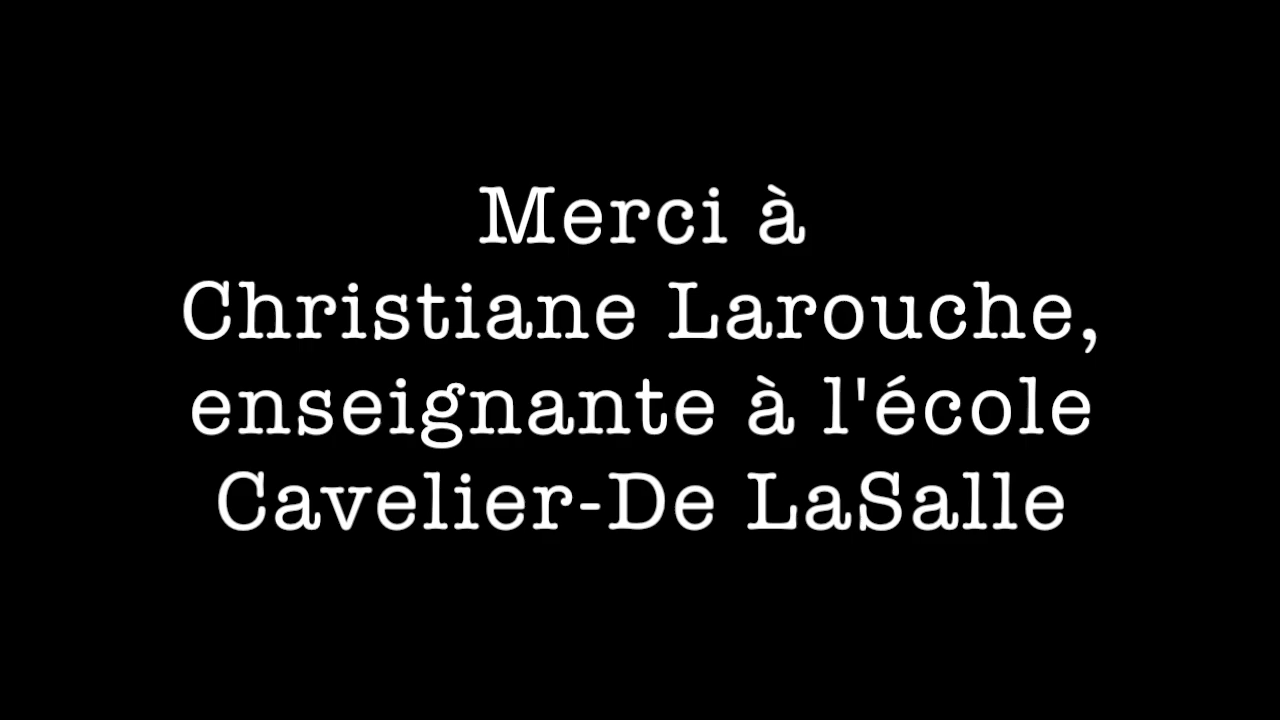 Merci à
Christiane Larouche,
enseignante à l'école
Cavelier-De LaSalle